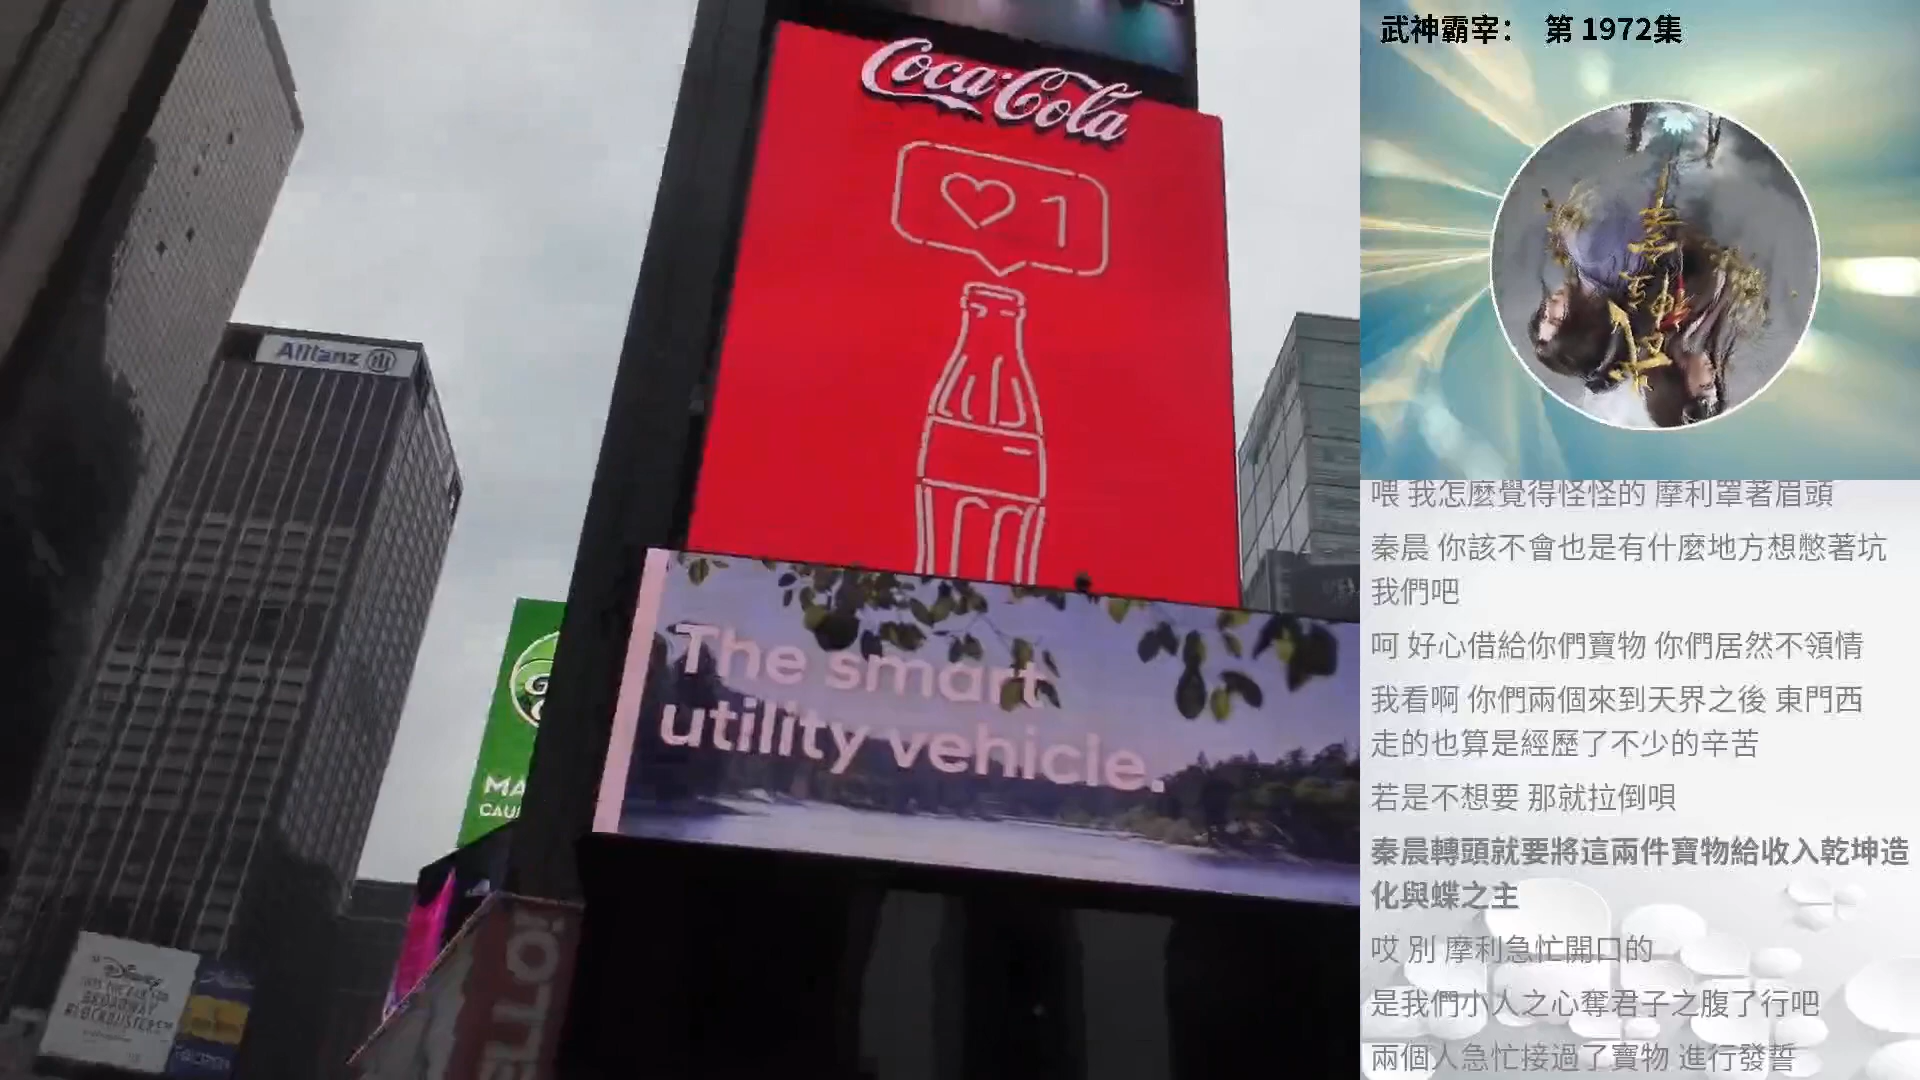 Coca-Cola
1
Allianz
The smart
utility vehicle.
MA
CAU
Disney
BROADWAY
BLOCKBUSTERS
武神霸宰： 第 1972集
喂 我怎麼覺得怪怪的 摩利罩著眉頭
秦晨 你該不會也是有什麼地方想憋著坑
我們吧
呵 好心借給你們寶物 你們居然不領情
我看啊 你們兩個來到天界之後 東門西
走的也算是經歷了不少的辛苦
若是不想要 那就拉倒唄
秦晨轉頭就要將這兩件寶物給收入乾坤造
化與蝶之主
哎 別 摩利急忙開口的
是我們小人之心奪君子之腹了行吧
兩個人急忙接過了寶物 進行發誓